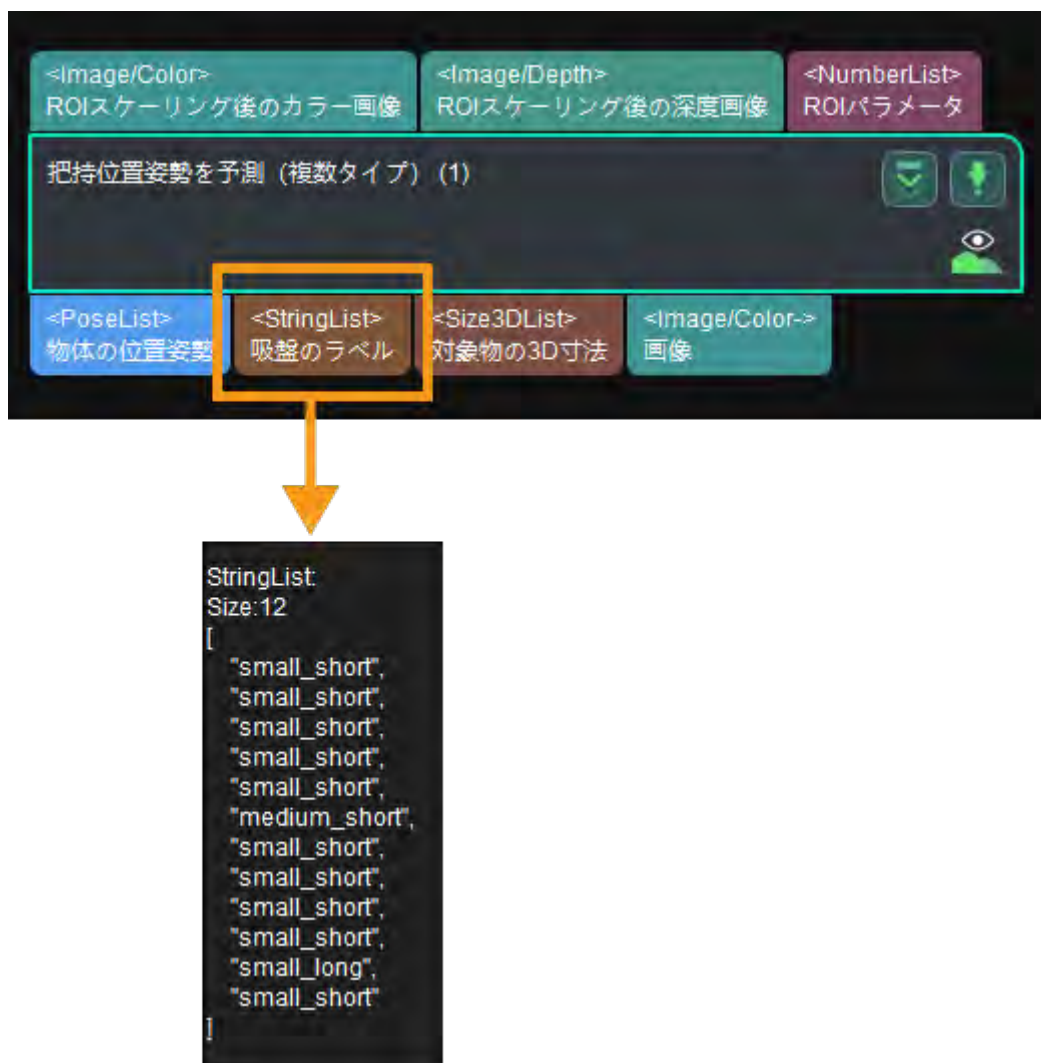 <Image/Color>
ROIスケーリング後のカラー画像
<Image/Depth>
ROIスケーリング後の深度画像
<NumberList>
ROIパラメータ
把持位置姿勢を予測（複数タイプ）(1)
<PoseList>
物体の位置姿勢
<StringList>
吸盤のラベル
<Size3DList>
対象物の3D寸法
<Image/Color->
画像
StringList:
Size:12
[
"small_short",
"small_short",
"small_short",
"small_short",
"small_short",
"medium_short",
"small_short",
"small_short",
"small_short",
"small_short",
"small_long",
"small_short"
]